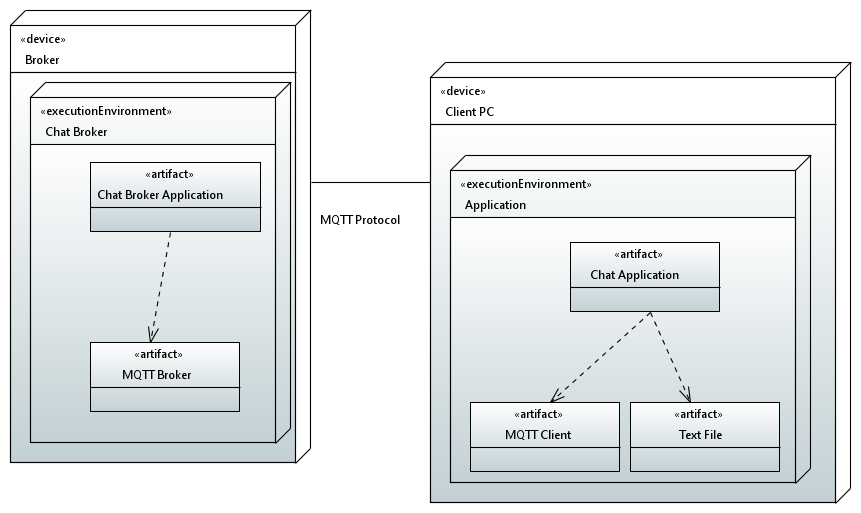 «device»
Broker
«executionEnvironment»
Chat Broker
«artifact»
Chat Broker Application
«artifact»
MQTT Broker
MQTT Protocol
«device»
Client PC
«executionEnvironment»
Application
«artifact»
Chat Application
«artifact»
MQTT Client
«artifact»
Text File